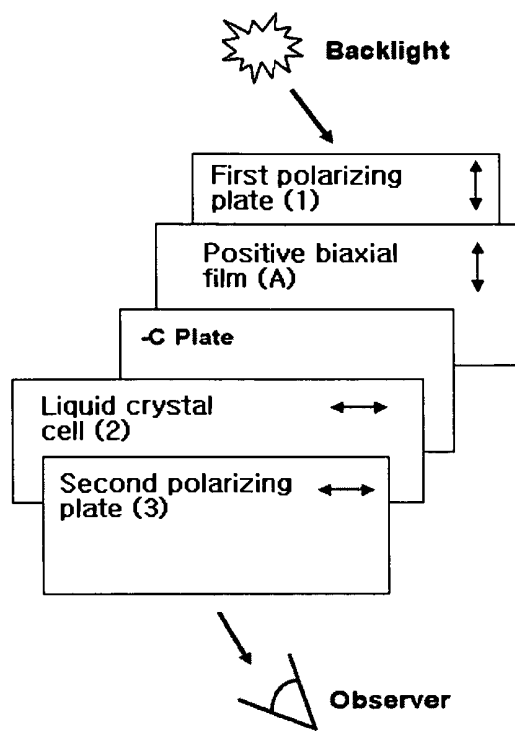 Backlight
First polarizing
plate (1)
Positive biaxial
film (A)
-C Plate
Liquid crystal
cell (2)
Second polarizing
plate (3)
Observer